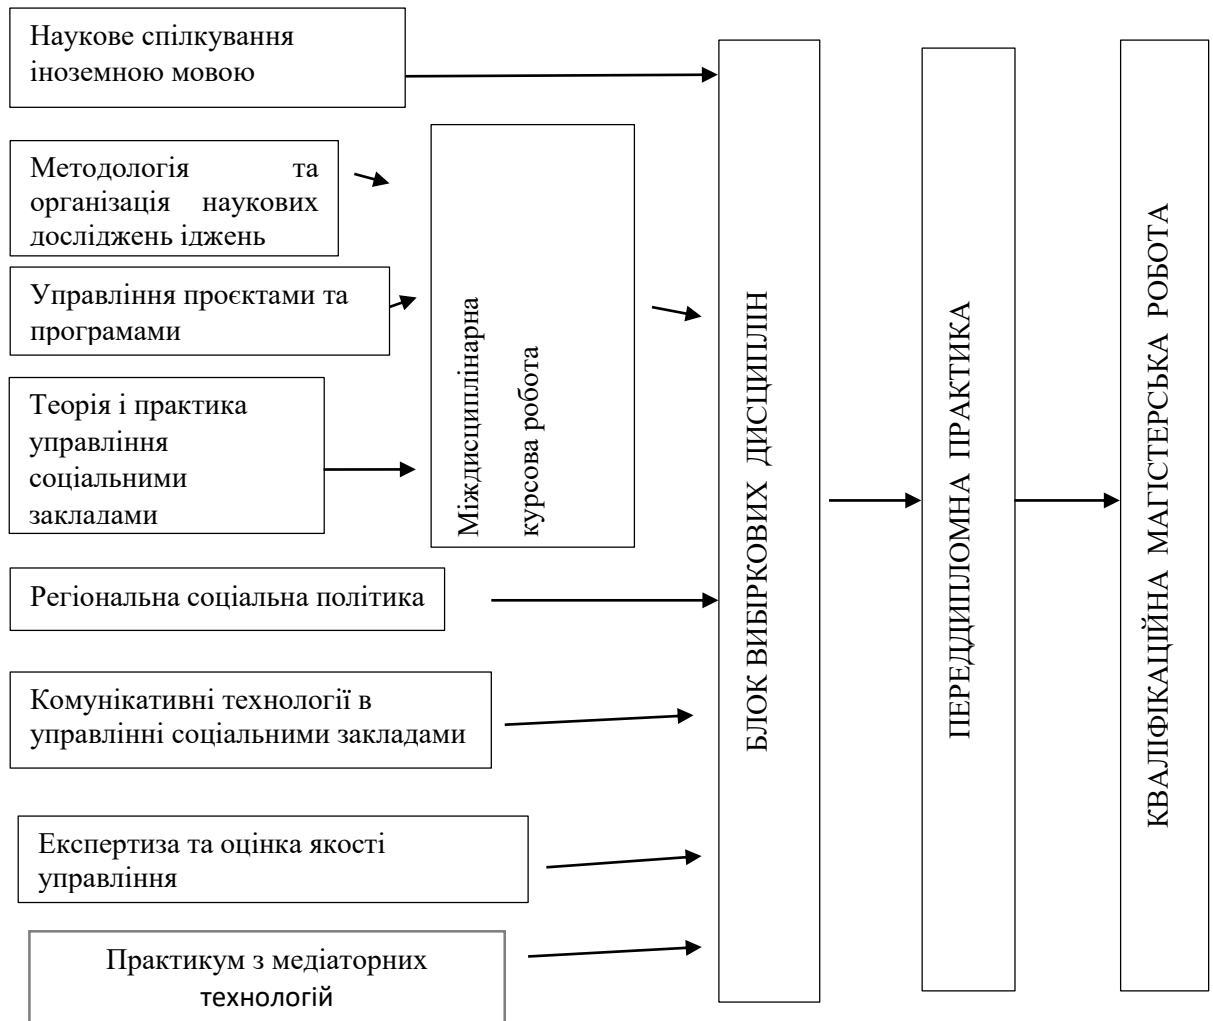 Наукове спілкування
іноземною мовою
Методологія та
організація наукових
досліджень іджень
Управління проєктами та
програмами
Теорія і практика
управління
соціальними
закладами
Міждисциплінарна
курсова робота
Регіональна соціальна політика
Комунікативні технології в
управлінні соціальними закладами
Експертиза та оцінка якості
управління
Практикум з медіаторних
технологій
БЛОК ВИБІРКОВИХ ДИСЦИПЛІН
ПЕРЕДДИПЛОМНА ПРАКТИКА
КВАЛІФІКАЦІЙНА МАГІСТЕРСЬКА РОБОТА